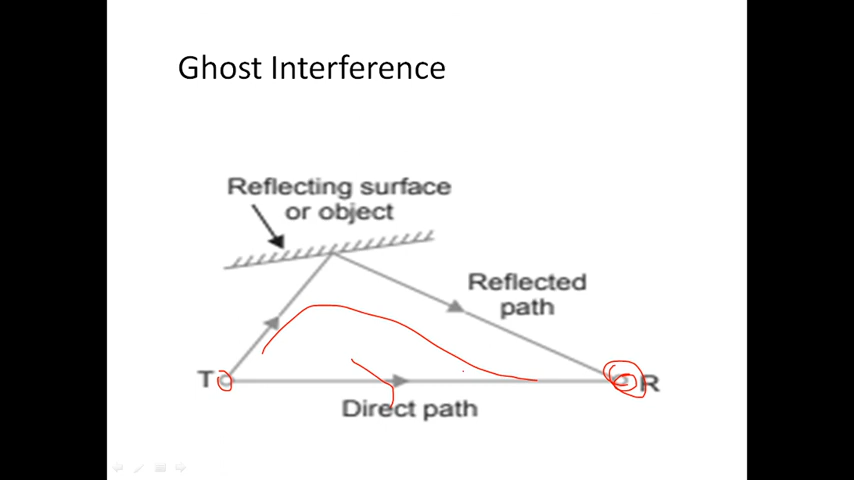 Ghost Interference
Reflecting surface
or object
Reflected
path
T
R
Direct path